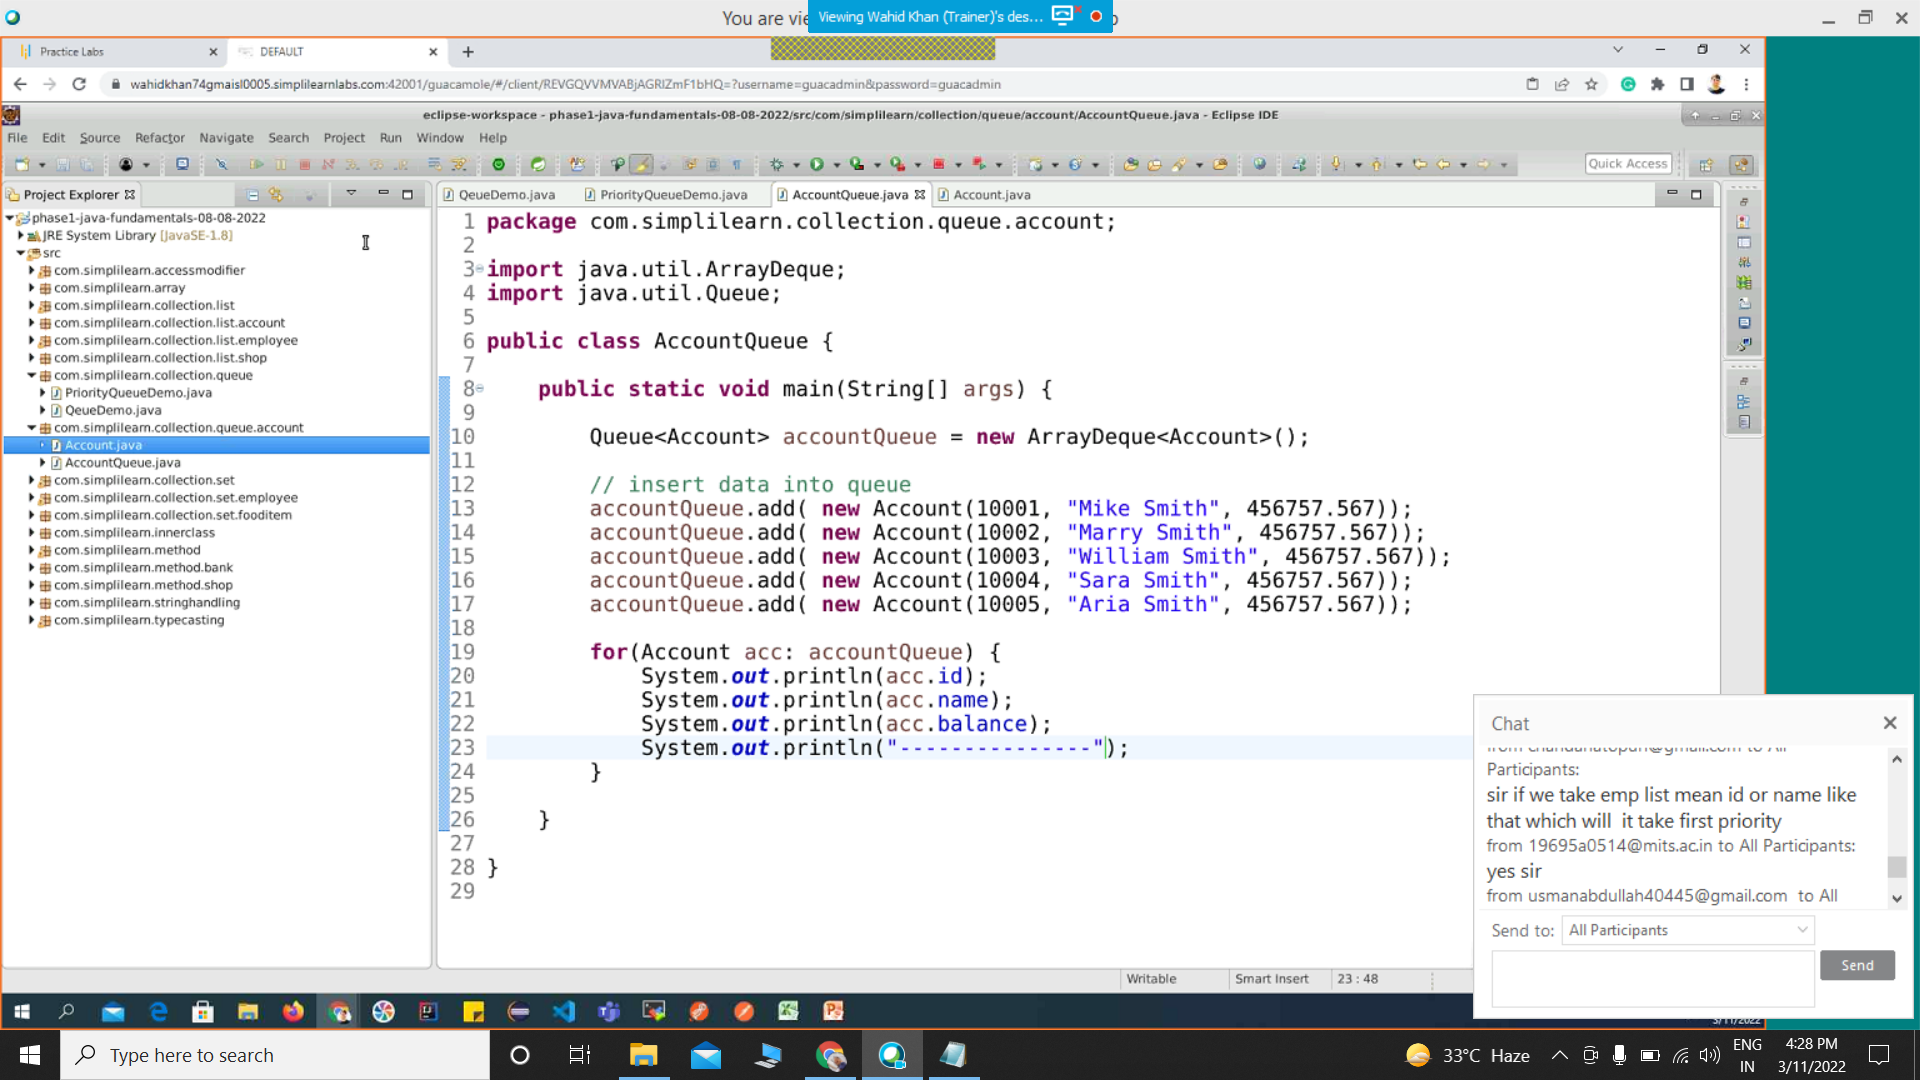 You are vie
Viewing Wahid Khan (Trainer)'s des...
Practice Labs
DEFAULT
wahidkhan74gmaisl0005.simplilearnlabs.com:42001/guacamole/#/client/REVGQVVMVABjAGRlZmF1bHQ=?username=guacadmin&password=guacadmin
eclipse-workspace - phase1-java-fundamentals-08-08-2022/src/com/simplilearn/collection/queue/account/AccountQueue.java - Eclipse IDE
File Edit Source Refactor Navigate Search Project Run Window Help
Quick Access
Project Explorer
QeueDemo.java
PriorityQueueDemo.java
AccountQueue.java
Account.java
phase1-java-fundamentals-08-08-2022
JRE System Library [JavaSE-1.8]
src
com.simplilearn.accessmodifier
com.simplilearn.array
com.simplilearn.collection.list
com.simplilearn.collection.list.account
com.simplilearn.collection.list.employee
com.simplilearn.collection.list.shop
com.simplilearn.collection.queue
PriorityQueueDemo.java
QeueDemo.java
com.simplilearn.collection.queue.account
Account.java
AccountQueue.java
com.simplilearn.collection.set
com.simplilearn.collection.set.employee
com.simplilearn.collection.set.fooditem
com.simplilearn.innerclass
com.simplilearn.method
com.simplilearn.method.bank
com.simplilearn.method.shop
com.simplilearn.stringhandling
com.simplilearn.typecasting
1 package com.simplilearn.collection.queue.account;
2
3 import java.util.ArrayDeque;
4 import java.util.Queue;
5
6 public class AccountQueue {
7
8 public static void main(String[] args) {
9
10 Queue<Account> accountQueue = new ArrayDeque<Account>();
11
12 // insert data into queue
13 accountQueue.add( new Account(10001, "Mike Smith", 456757.567));
14 accountQueue.add( new Account(10002, "Marry Smith", 456757.567));
15 accountQueue.add( new Account(10003, "William Smith", 456757.567));
16 accountQueue.add( new Account(10004, "Sara Smith", 456757.567));
17 accountQueue.add( new Account(10005, "Aria Smith", 456757.567));
18
19 for(Account acc: accountQueue) {
20 System.out.println(acc.id);
21 System.out.println(acc.name);
22 System.out.println(acc.balance);
23 System.out.println("---------------");
24 }
25
26 }
27
28 }
29
Writable
Smart Insert
23 : 48
Chat
from chandanatopuri@gmail.com to All
Participants:
sir if we take emp list mean id or name like
that which will it take first priority
from 19695a0514@mits.ac.in to All Participants:
yes sir
from usmanabdullah40445@gmail.com to All
Send to:
All Participants
Send
3/11/2022
Type here to search
33°C Haze
ENG
IN
4:28 PM
3/11/2022